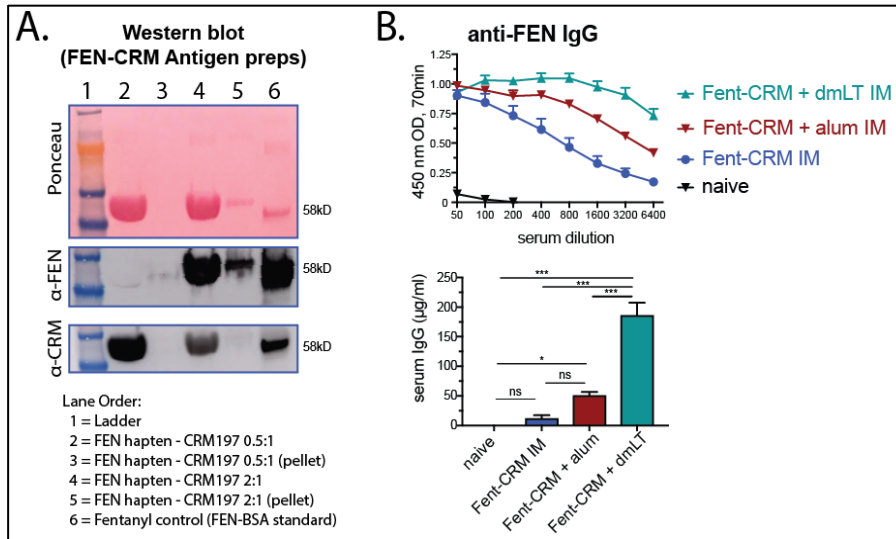 A.
Western blot
(FEN-CRM Antigen preps)
1 2 3 4 5 6
Ponceau
58kD
α-FEN
58kD
α-CRM
58kD
Lane Order:
1 = Ladder
2 = FEN hapten - CRM197 0.5:1
3 = FEN hapten - CRM197 0.5:1 (pellet)
4 = FEN hapten - CRM197 2:1
5 = FEN hapten - CRM197 2:1 (pellet)
6 = Fentanyl control (FEN-BSA standard)
B.
anti-FEN IgG
450 nm OD, 70min
1.25
1.00
0.75
0.50
0.25
0
50 100 200 400 800 1600 3200 6400
serum dilution
Fent-CRM + dmLT IM
Fent-CRM + alum IM
Fent-CRM IM
naive
serum IgG (µg/ml)
250
200
150
100
50
0
***
***
***
*
ns
ns
naive
Fent-CRM IM
Fent-CRM + alum
Fent-CRM + dmLT